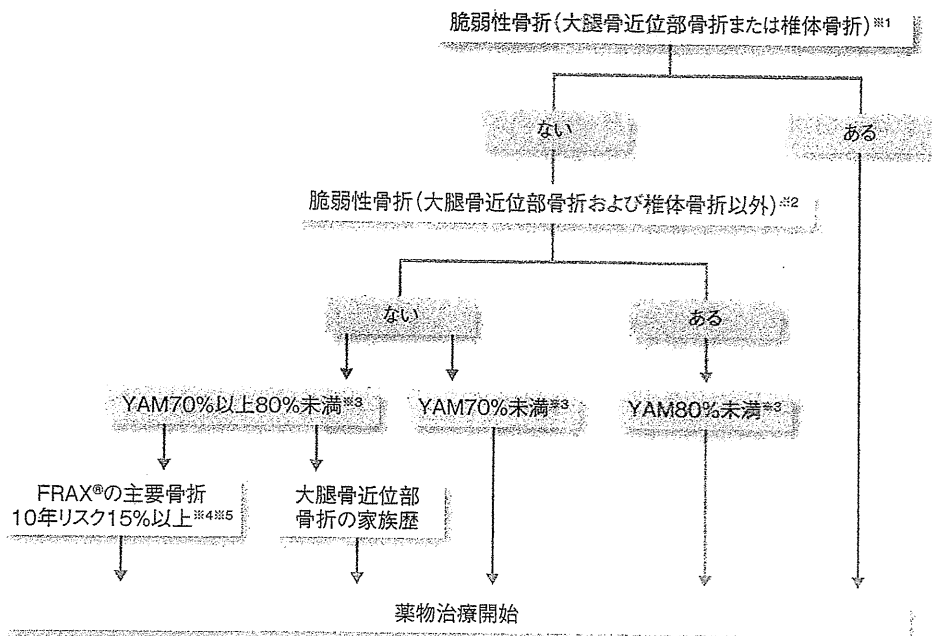 脆弱性骨折(大腿骨近位部骨折または椎体骨折)※1
ない
ある
脆弱性骨折(大腿骨近位部骨折および椎体骨折以外)※2
ない
ある
YAM70%以上80%未満※3
YAM70%未満※3
YAM80%未満※3
FRAX®の主要骨折
10年リスク15%以上※4※5
大腿骨近位部
骨折の家族歴
薬物治療開始